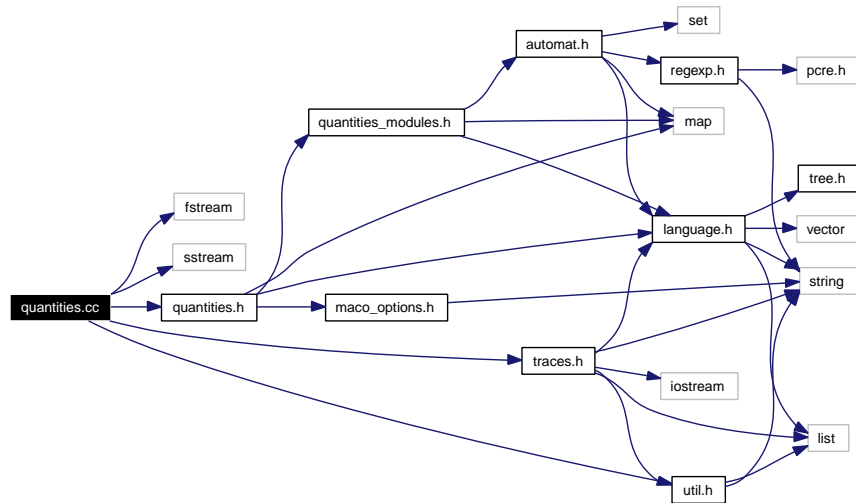 set
automat.h
regexp.h
pcre.h
quantities_modules.h
map
tree.h
fstream
language.h
vector
sstream
string
quantities.cc
quantities.h
maco_options.h
traces.h
iostream
list
util.h